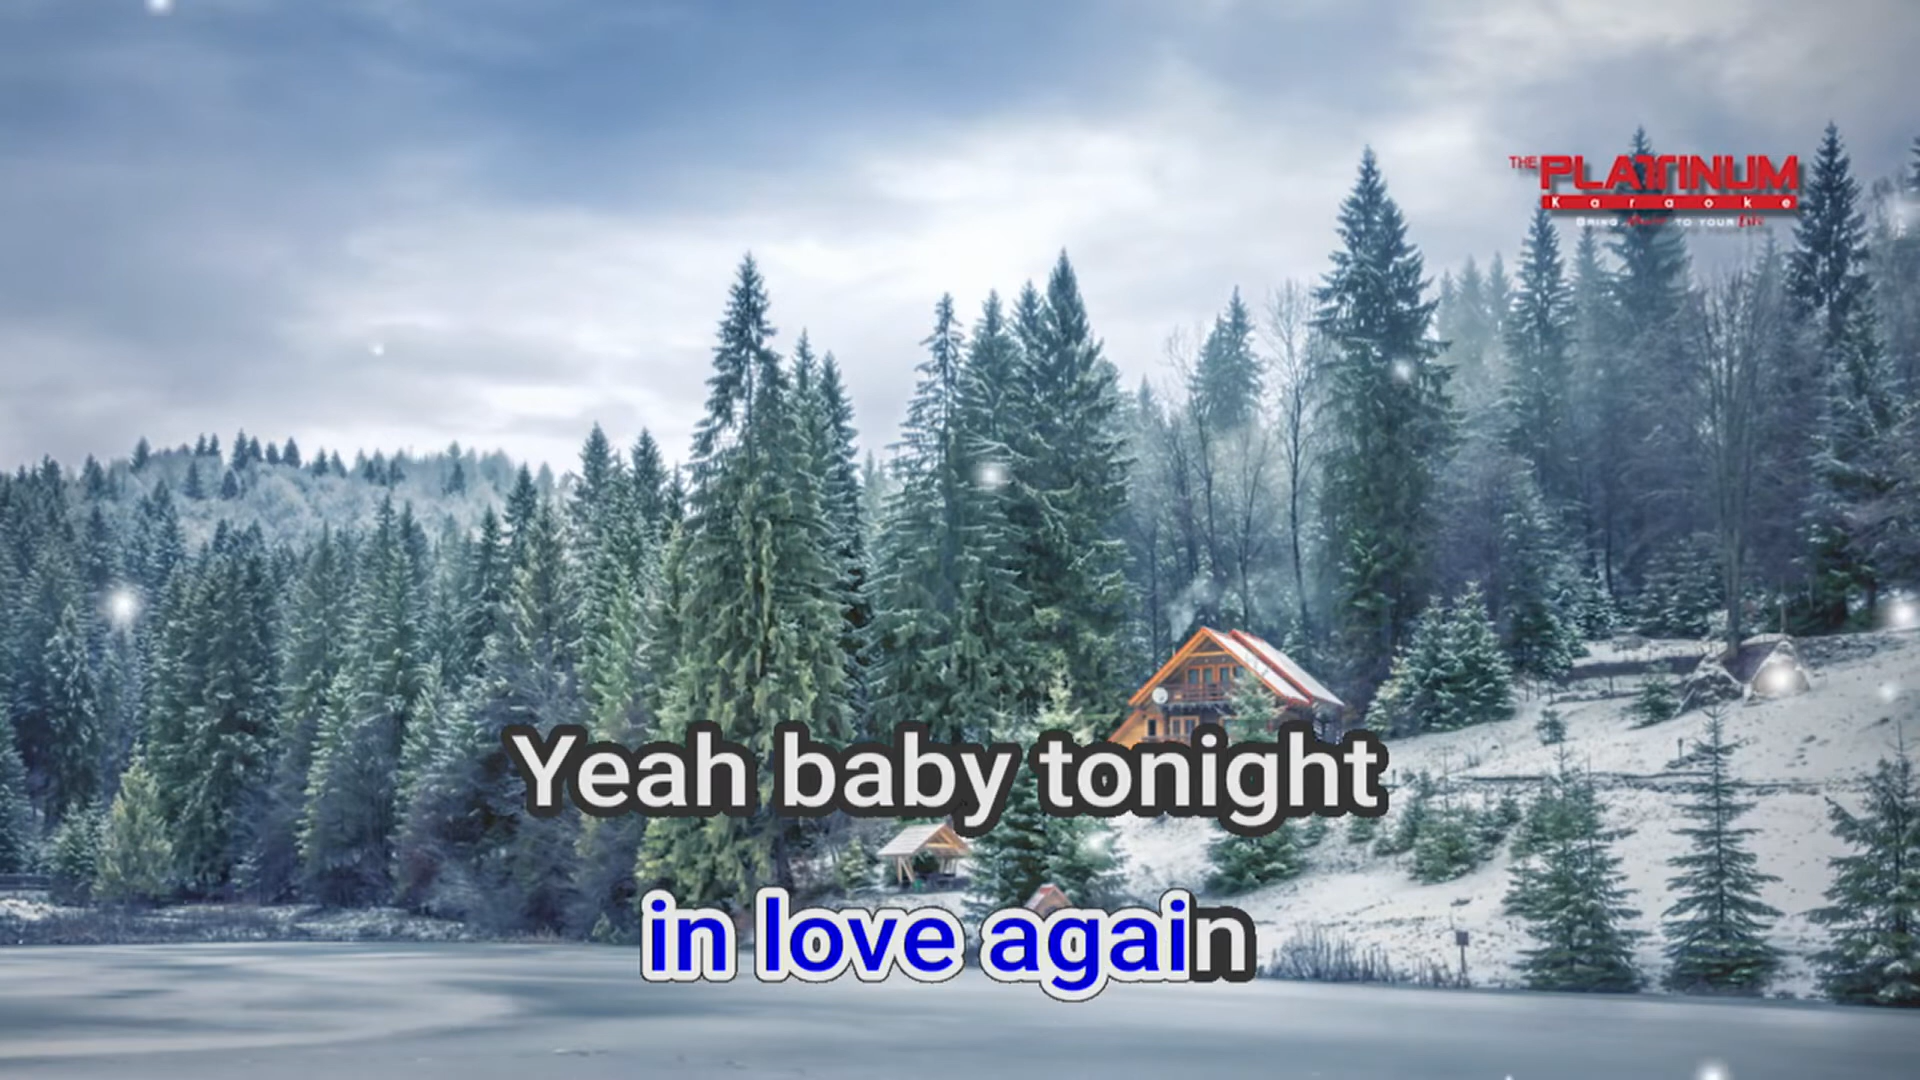 THE PLATINUM
Karaoke
BRING Music TO YOUR Life
Yeah baby tonight
in love again